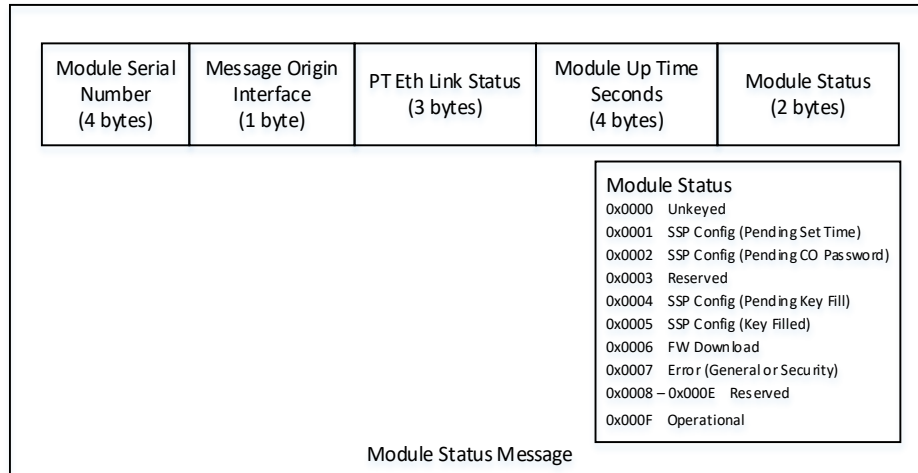 Module Serial
Number
(4 bytes)
Message Origin
Interface
(1 byte)
PT Eth Link Status
(3 bytes)
Module Up Time
Seconds
(4 bytes)
Module Status
(2 bytes)
Module Status
0x0000 Unkeyed
0x0001 SSP Config (Pending Set Time)
0x0002 SSP Config (Pending CO Password)
0x0003 Reserved
0x0004 SSP Config (Pending Key Fill)
0x0005 SSP Config (Key Filled)
0x0006 FW Download
0x0007 Error (General or Security)
0x0008 – 0x000E Reserved
0x000F Operational
Module Status Message